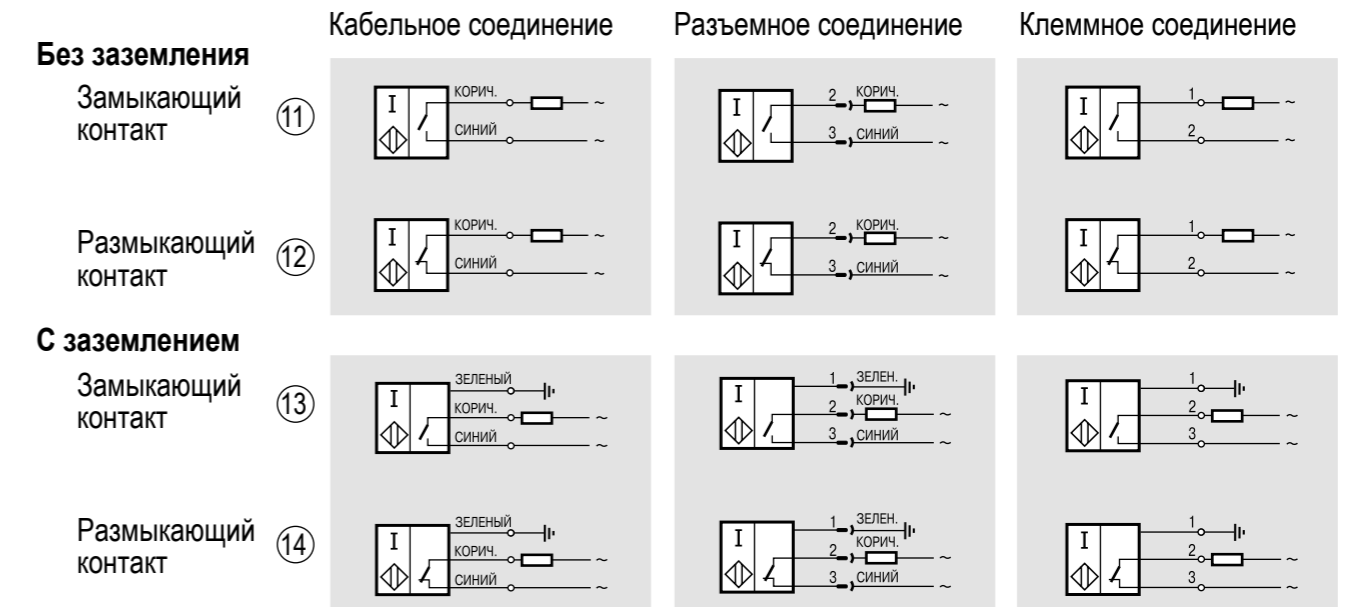 Кабельное соединение Разъемное соединение Клеммное соединение
Без заземления
Замыкающий
контакт
11
I КОРИЧ. ~
СИНИЙ ~
I 2 КОРИЧ. ~
3 СИНИЙ ~
I 1 ~
2 ~
Размыкающий
контакт
12
I КОРИЧ. ~
СИНИЙ ~
I 2 КОРИЧ. ~
3 СИНИЙ ~
I 1 ~
2 ~
С заземлением
Замыкающий
контакт
13
I ЗЕЛЕНЫЙ
КОРИЧ. ~
СИНИЙ ~
I 1 ЗЕЛЕН.
2 КОРИЧ. ~
3 СИНИЙ ~
I 1
2 ~
3 ~
Размыкающий
контакт
14
I ЗЕЛЕНЫЙ
КОРИЧ. ~
СИНИЙ ~
I 1 ЗЕЛЕН.
2 КОРИЧ. ~
3 СИНИЙ ~
I 1
2 ~
3 ~